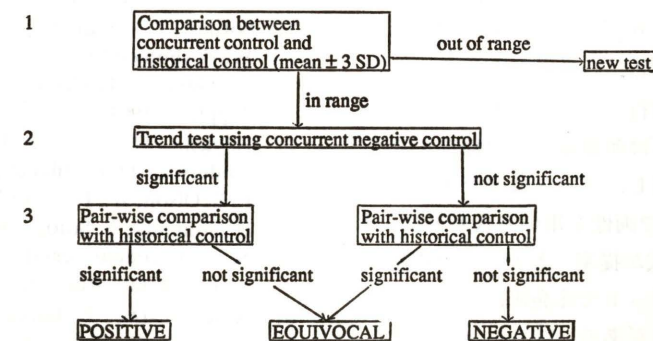 1
Comparison between
concurrent control and
historical control (mean ± 3 SD)
out of range
new test
in range
2
Trend test using concurrent negative control
significant
not significant
3
Pair-wise comparison
with historical control
Pair-wise comparison
with historical control
significant
not significant
significant
not significant
POSITIVE
EQUIVOCAL
NEGATIVE